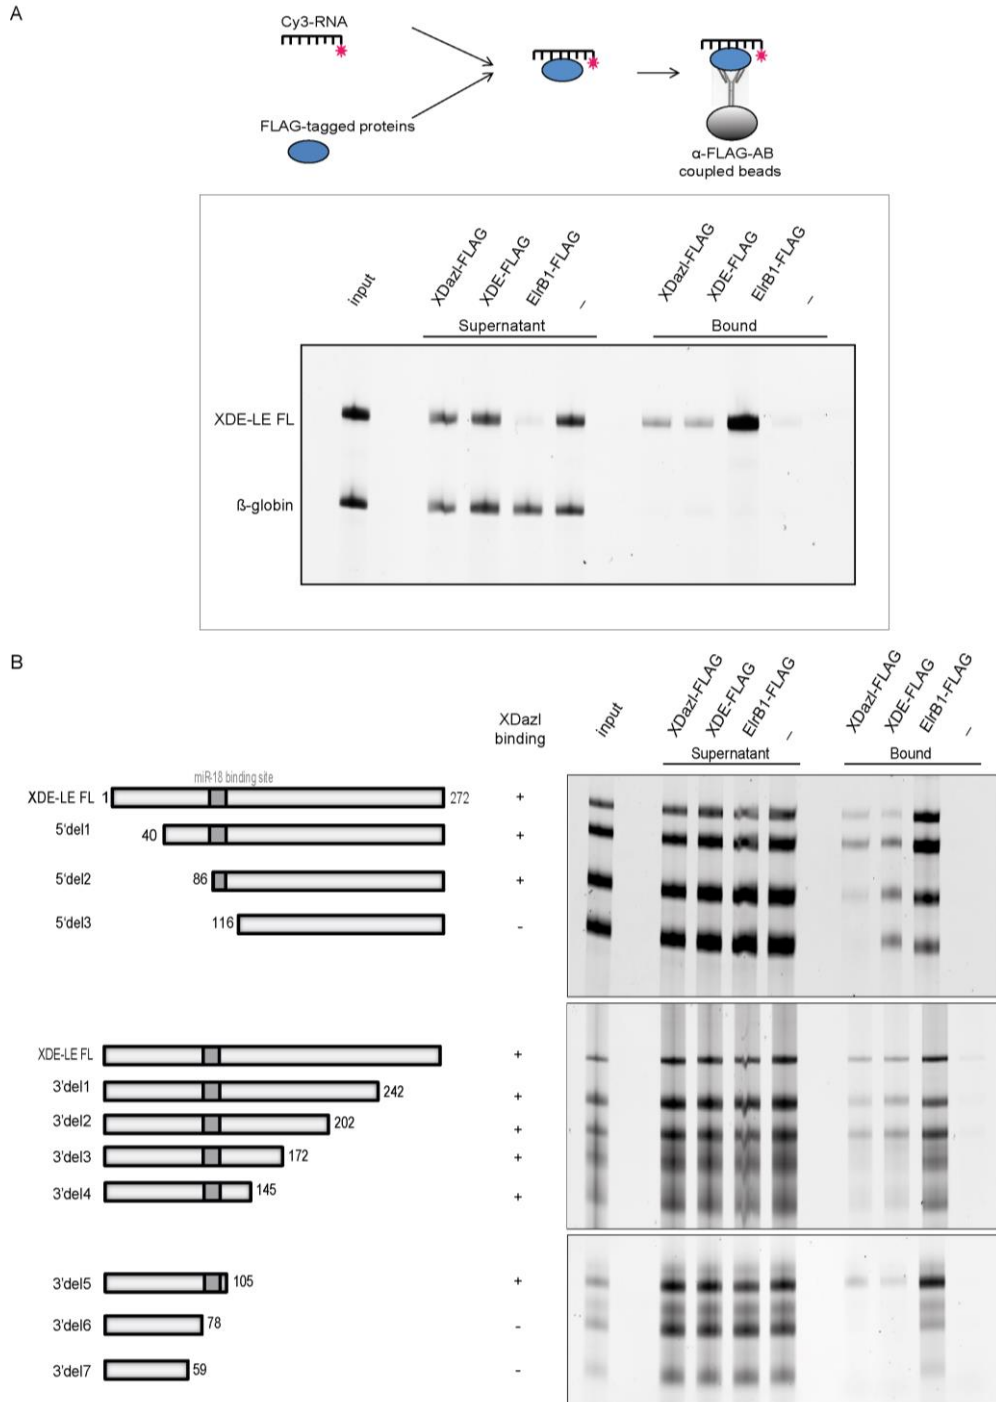 A
Cy3-RNA
FLAG-tagged proteins
α-FLAG-AB
coupled beads
input
XDazl-FLAG
XDE-FLAG
ElrB1-FLAG
–
XDazl-FLAG
XDE-FLAG
ElrB1-FLAG
–
Supernatant
Bound
XDE-LE FL
ß-globin
B
XDazl
binding
input
XDazl-FLAG
XDE-FLAG
ElrB1-FLAG
–
XDazl-FLAG
XDE-FLAG
ElrB1-FLAG
–
Supernatant
Bound
miR-18 binding site
XDE-LE FL 1 272 +
5'del1 40 +
5'del2 86 +
5'del3 116 -
XDE-LE FL +
3'del1 242 +
3'del2 202 +
3'del3 172 +
3'del4 145 +
3'del5 105 +
3'del6 78 -
3'del7 59 -